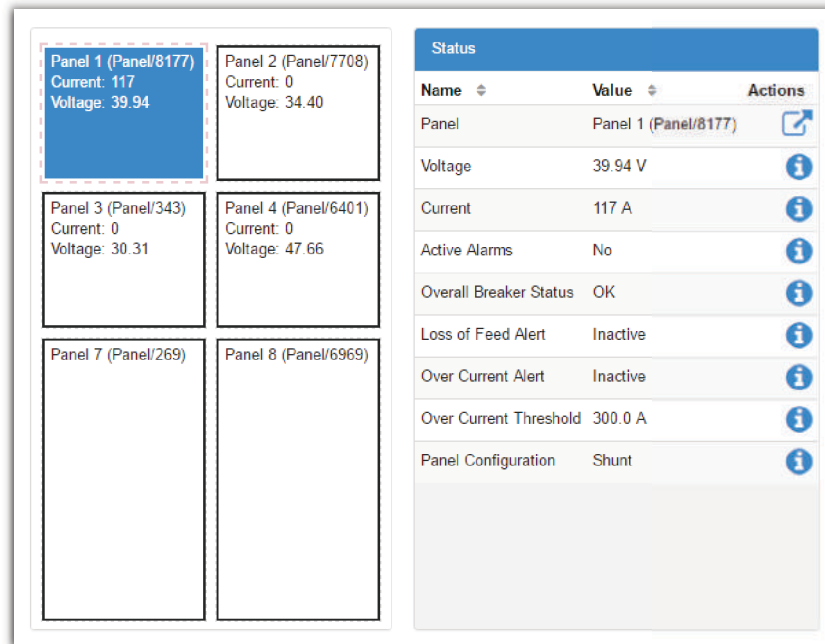 Panel 1 (Panel/8177)
Current: 117
Voltage: 39.94
Panel 2 (Panel/7708)
Current: 0
Voltage: 34.40
Panel 3 (Panel/343)
Current: 0
Voltage: 30.31
Panel 4 (Panel/6401)
Current: 0
Voltage: 47.66
Panel 7 (Panel/269)
Panel 8 (Panel/6969)
Status
Name Value Actions
Panel Panel 1 (Panel/8177)
Voltage 39.94 V
Current 117 A
Active Alarms No
Overall Breaker Status OK
Loss of Feed Alert Inactive
Over Current Alert Inactive
Over Current Threshold 300.0 A
Panel Configuration Shunt